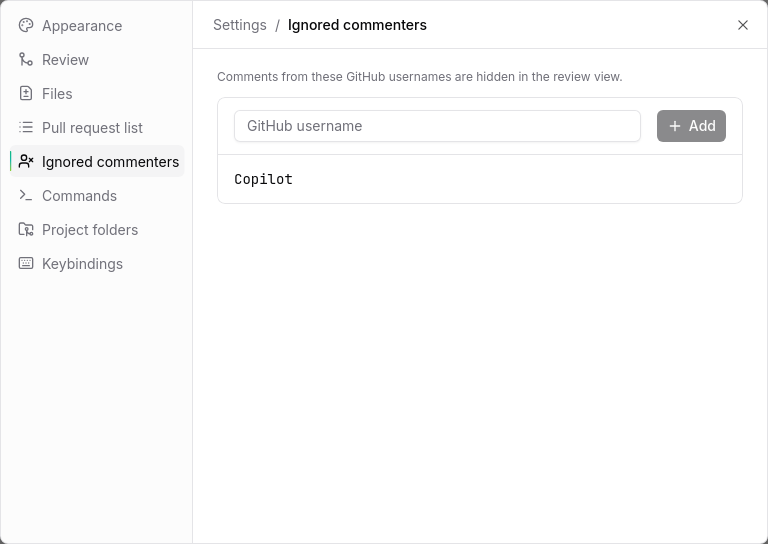 Appearance
Review
Files
Pull request list
Ignored commenters
Commands
Project folders
Keybindings
Settings / Ignored commenters
Comments from these GitHub usernames are hidden in the review view.
GitHub username
Add
Copilot